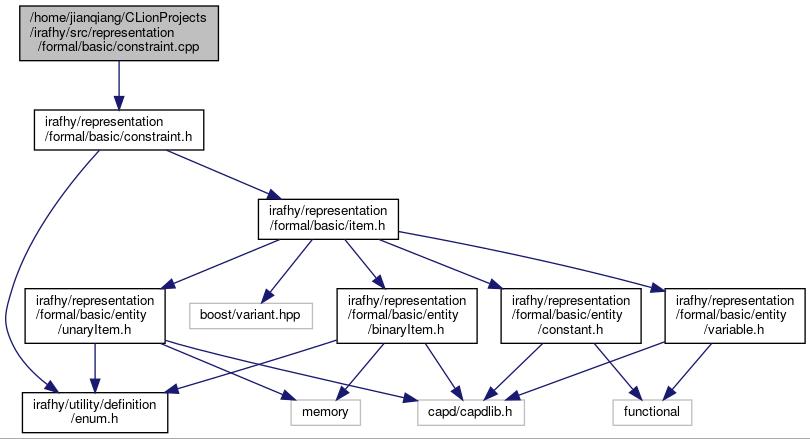 /home/jianqiang/CLionProjects
/irafhy/src/representation
/formal/basic/constraint.cpp
irafhy/representation
/formal/basic/constraint.h
irafhy/representation
/formal/basic/item.h
irafhy/representation
/formal/basic/entity
/unaryItem.h
boost/variant.hpp
irafhy/representation
/formal/basic/entity
/binaryItem.h
irafhy/representation
/formal/basic/entity
/constant.h
irafhy/representation
/formal/basic/entity
/variable.h
irafhy/utility/definition
/enum.h
memory
capd/capdlib.h
functional